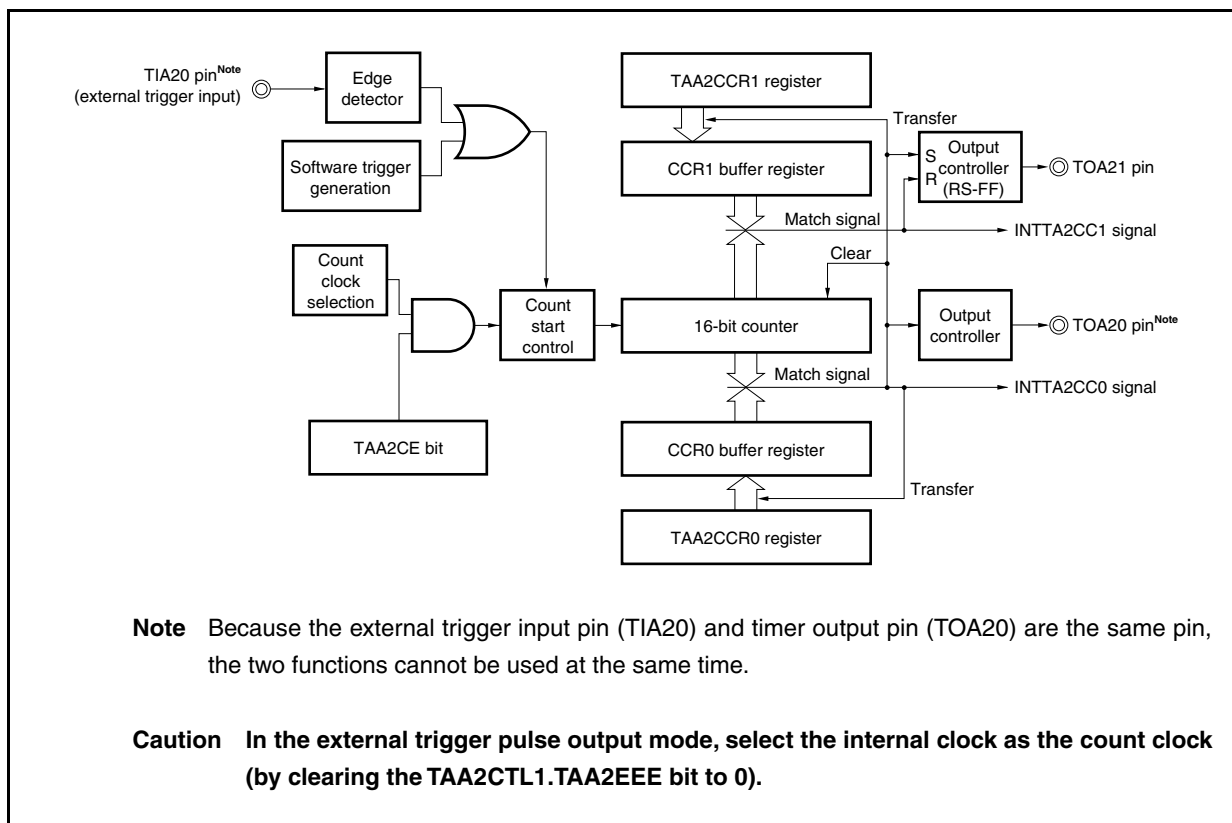 TIA20 pinNote
(external trigger input)
Edge
detector
Software trigger
generation
Count
clock
selection
TAA2CE bit
Count
start
control
TAA2CCR1 register
Transfer
CCR1 buffer register
S
R
Output
controller
(RS-FF)
TOA21 pin
Match signal
INTTA2CC1 signal
Clear
16-bit counter
Output
controller
TOA20 pinNote
Match signal
INTTA2CC0 signal
CCR0 buffer register
Transfer
TAA2CCR0 register
Note Because the external trigger input pin (TIA20) and timer output pin (TOA20) are the same pin,
the two functions cannot be used at the same time.
Caution In the external trigger pulse output mode, select the internal clock as the count clock
(by clearing the TAA2CTL1.TAA2EEE bit to 0).